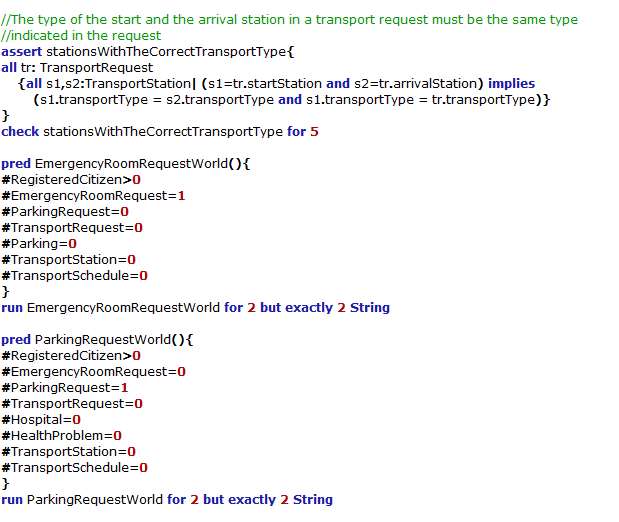 //The type of the start and the arrival station in a transport request must be the same type
//indicated in the request
assert stationsWithTheCorrectTransportType{
all tr: TransportRequest
{all s1,s2:TransportStation| (s1=tr.startStation and s2=tr.arrivalStation) implies
(s1.transportType = s2.transportType and s1.transportType = tr.transportType)}
}
check stationsWithTheCorrectTransportType for 5
pred EmergencyRoomRequestWorld(){
#RegisteredCitizen>0
#EmergencyRoomRequest=1
#ParkingRequest=0
#TransportRequest=0
#Parking=0
#TransportStation=0
#TransportSchedule=0
}
run EmergencyRoomRequestWorld for 2 but exactly 2 String
pred ParkingRequestWorld(){
#RegisteredCitizen>0
#EmergencyRoomRequest=0
#ParkingRequest=1
#TransportRequest=0
#Hospital=0
#HealthProblem=0
#TransportStation=0
#TransportSchedule=0
}
run ParkingRequestWorld for 2 but exactly 2 String